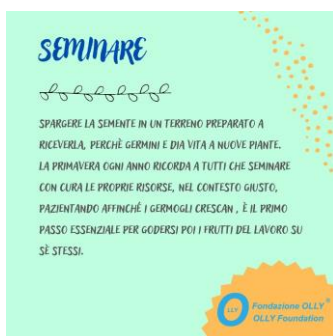 SEMINARE
SPARGERE LA SEMENTE IN UN TERRENO PREPARATO A
RICEVERLA, PERCHÈ GERMINI E DIA VITA A NUOVE PIANTE.
LA PRIMAVERA OGNI ANNO RICORDA A TUTTI CHE SEMINARE
CON CURA LE PROPRIE RISORSE, NEL CONTESTO GIUSTO,
PAZIENTANDO AFFINCHÈ I GERMOGLI CRESCAN , È IL PRIMO
PASSO ESSENZIALE PER GODERSI POI I FRUTTI DEL LAVORO SU
SÈ STESSI.
OLLY
Fondazione OLLY®
OLLY Foundation